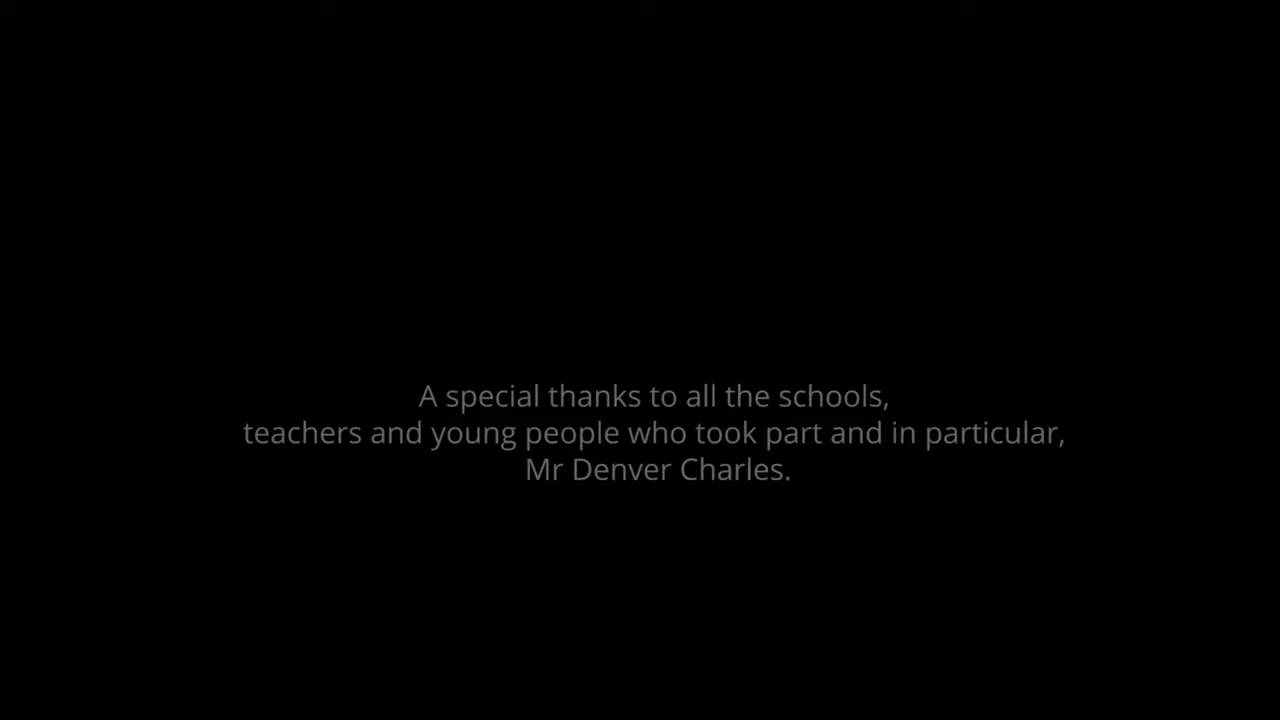 A special thanks to all the schools,
teachers and young people who took part and in particular,
Mr Denver Charles.